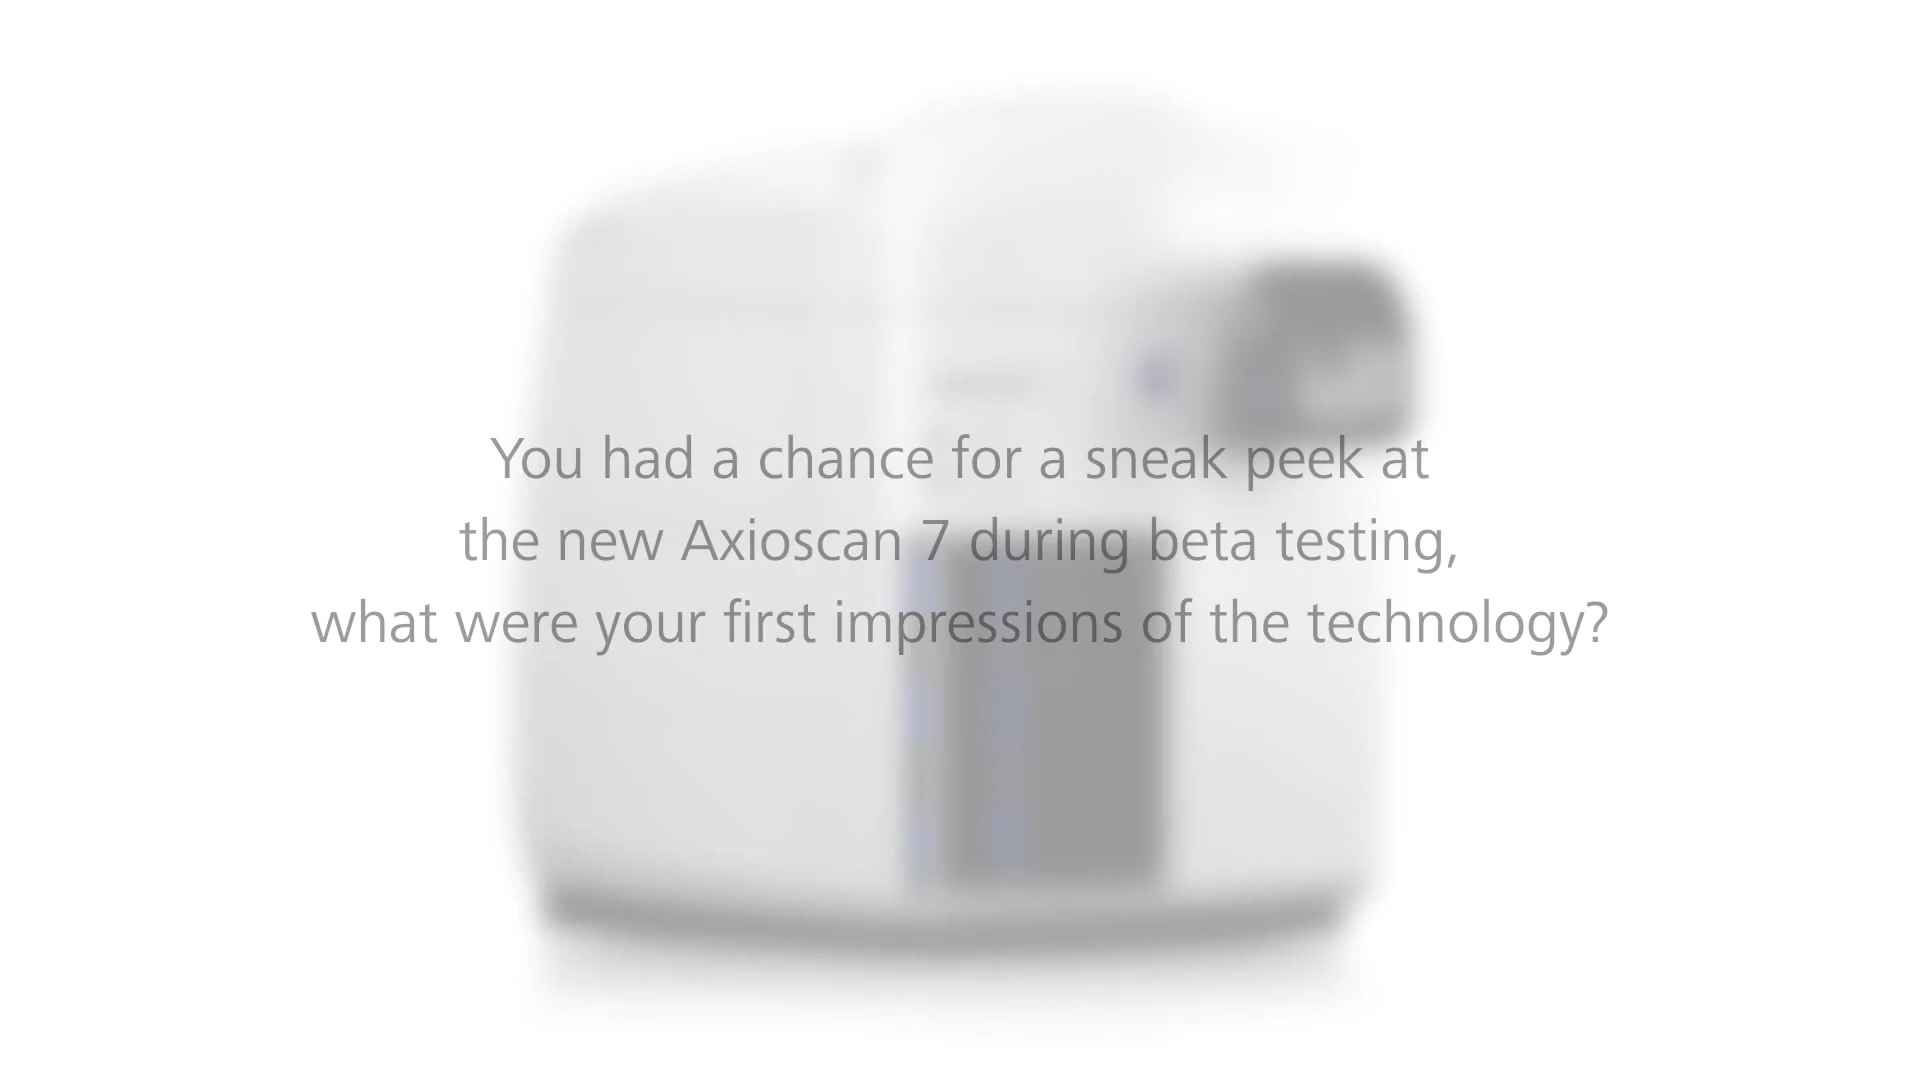 You had a chance for a sneak peek at
the new Axioscan 7 during beta testing,
what were your first impressions of the technology?